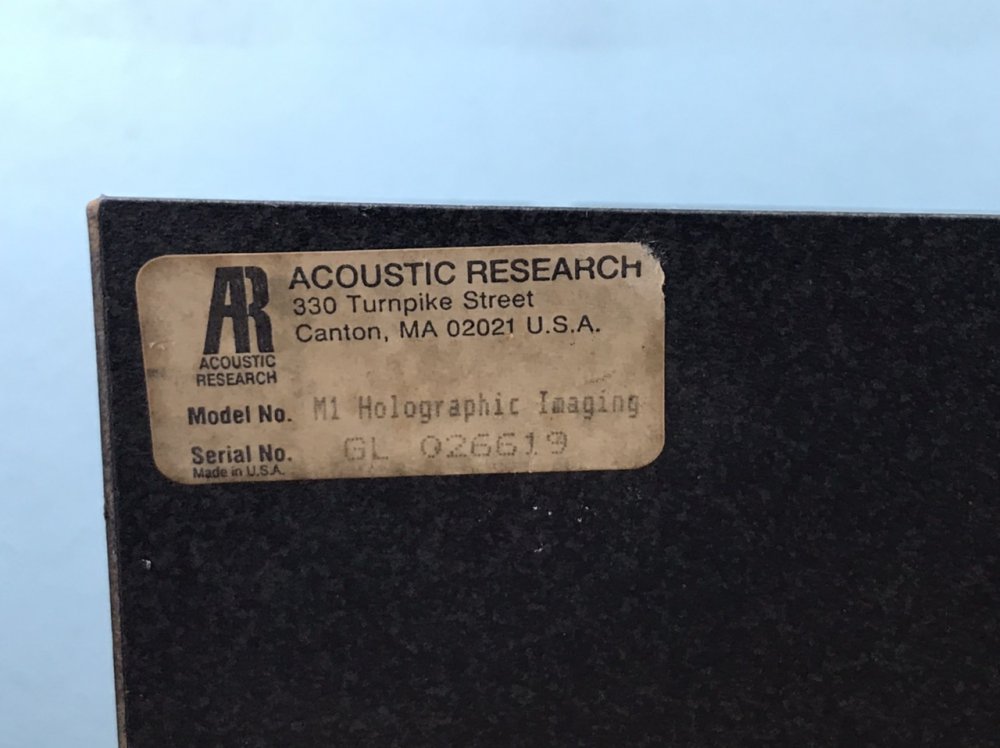 AR
ACOUSTIC
RESEARCH
ACOUSTIC RESEARCH
330 Turnpike Street
Canton, MA 02021 U.S.A.
Model No. M1 Holographic Imaging
Serial No. GL 026619
Made in U.S.A.